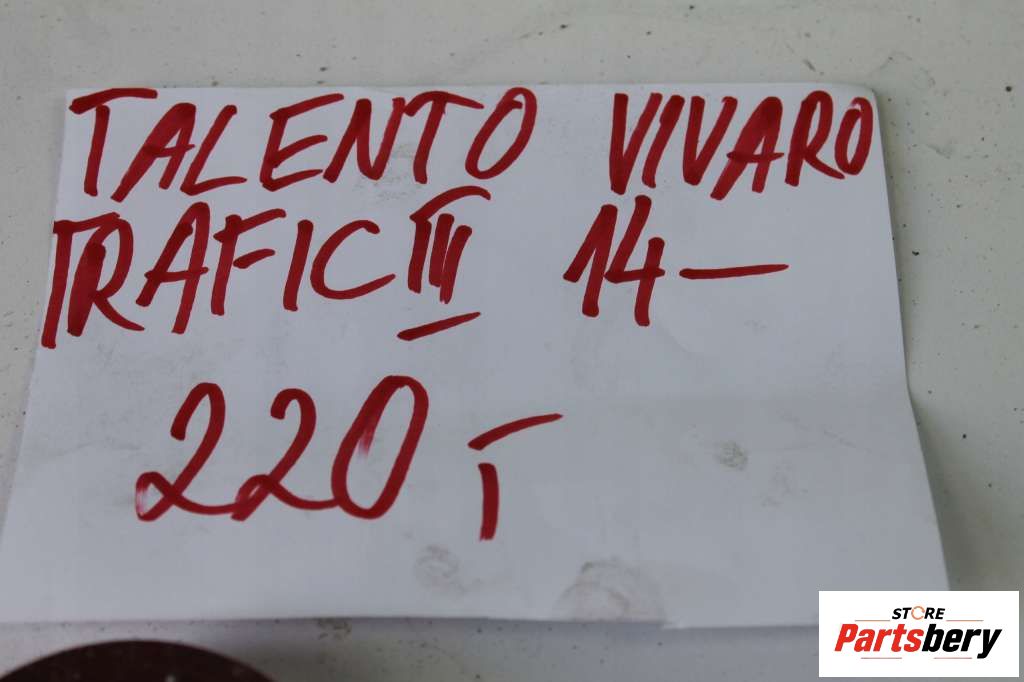 TALENTO VIVARO
TRAFIC III 14—
220,-
STORE
Partsbery